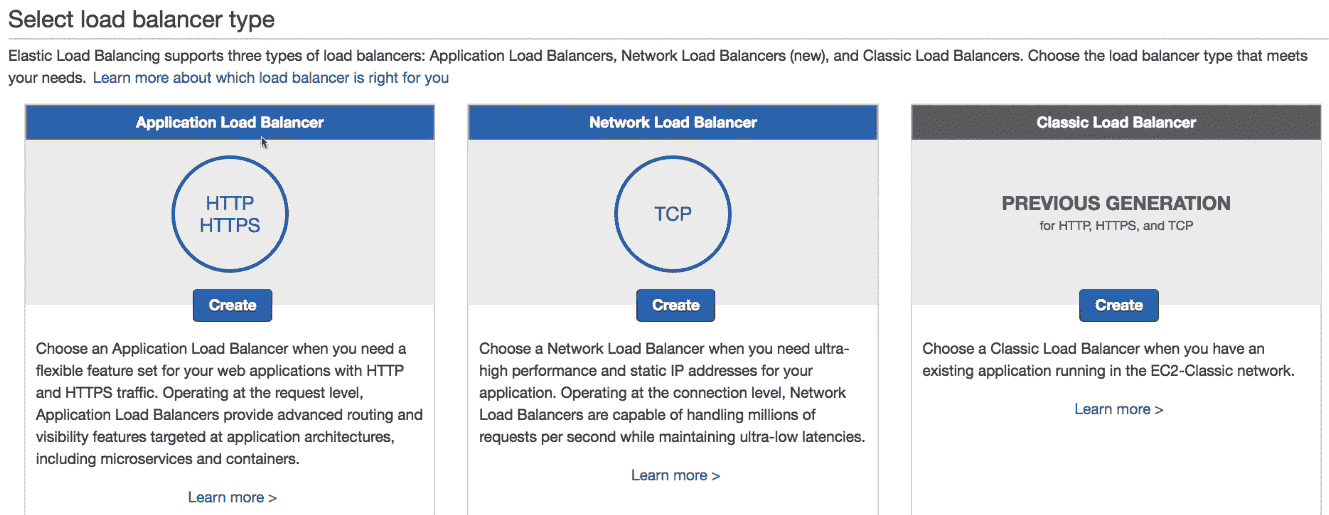 Select load balancer type
Elastic Load Balancing supports three types of load balancers: Application Load Balancers, Network Load Balancers (new), and Classic Load Balancers. Choose the load balancer type that meets
your needs. Learn more about which load balancer is right for you
Application Load Balancer
HTTP
HTTPS
Create
Choose an Application Load Balancer when you need a
flexible feature set for your web applications with HTTP
and HTTPS traffic. Operating at the request level,
Application Load Balancers provide advanced routing and
visibility features targeted at application architectures,
including microservices and containers.
Learn more >
Network Load Balancer
TCP
Create
Choose a Network Load Balancer when you need ultra-
high performance and static IP addresses for your
application. Operating at the connection level, Network
Load Balancers are capable of handling millions of
requests per second while maintaining ultra-low latencies.
Learn more >
Classic Load Balancer
PREVIOUS GENERATION
for HTTP, HTTPS, and TCP
Create
Choose a Classic Load Balancer when you have an
existing application running in the EC2-Classic network.
Learn more >